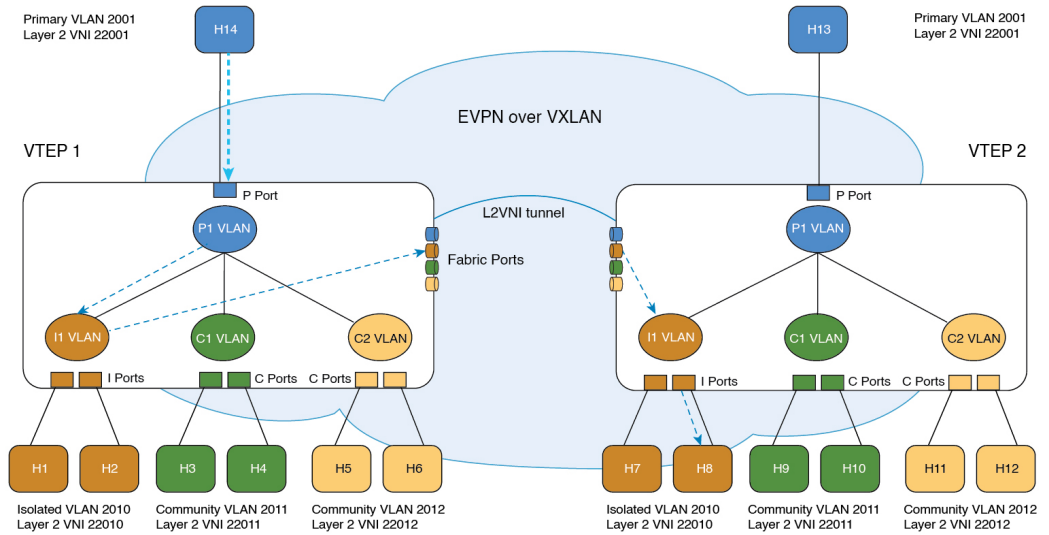 Primary VLAN 2001
Layer 2 VNI 22001
H14
H13
Primary VLAN 2001
Layer 2 VNI 22001
EVPN over VXLAN
VTEP 1
VTEP 2
P Port
P Port
P1 VLAN
L2VNI tunnel
P1 VLAN
Fabric Ports
I1 VLAN
C1 VLAN
C2 VLAN
I1 VLAN
C1 VLAN
C2 VLAN
I Ports
C Ports
C Ports
I Ports
C Ports
C Ports
H1
H2
H3
H4
H5
H6
H7
H8
H9
H10
H11
H12
Isolated VLAN 2010
Layer 2 VNI 22010
Community VLAN 2011
Layer 2 VNI 22011
Community VLAN 2012
Layer 2 VNI 22012
Isolated VLAN 2010
Layer 2 VNI 22010
Community VLAN 2011
Layer 2 VNI 22011
Community VLAN 2012
Layer 2 VNI 22012